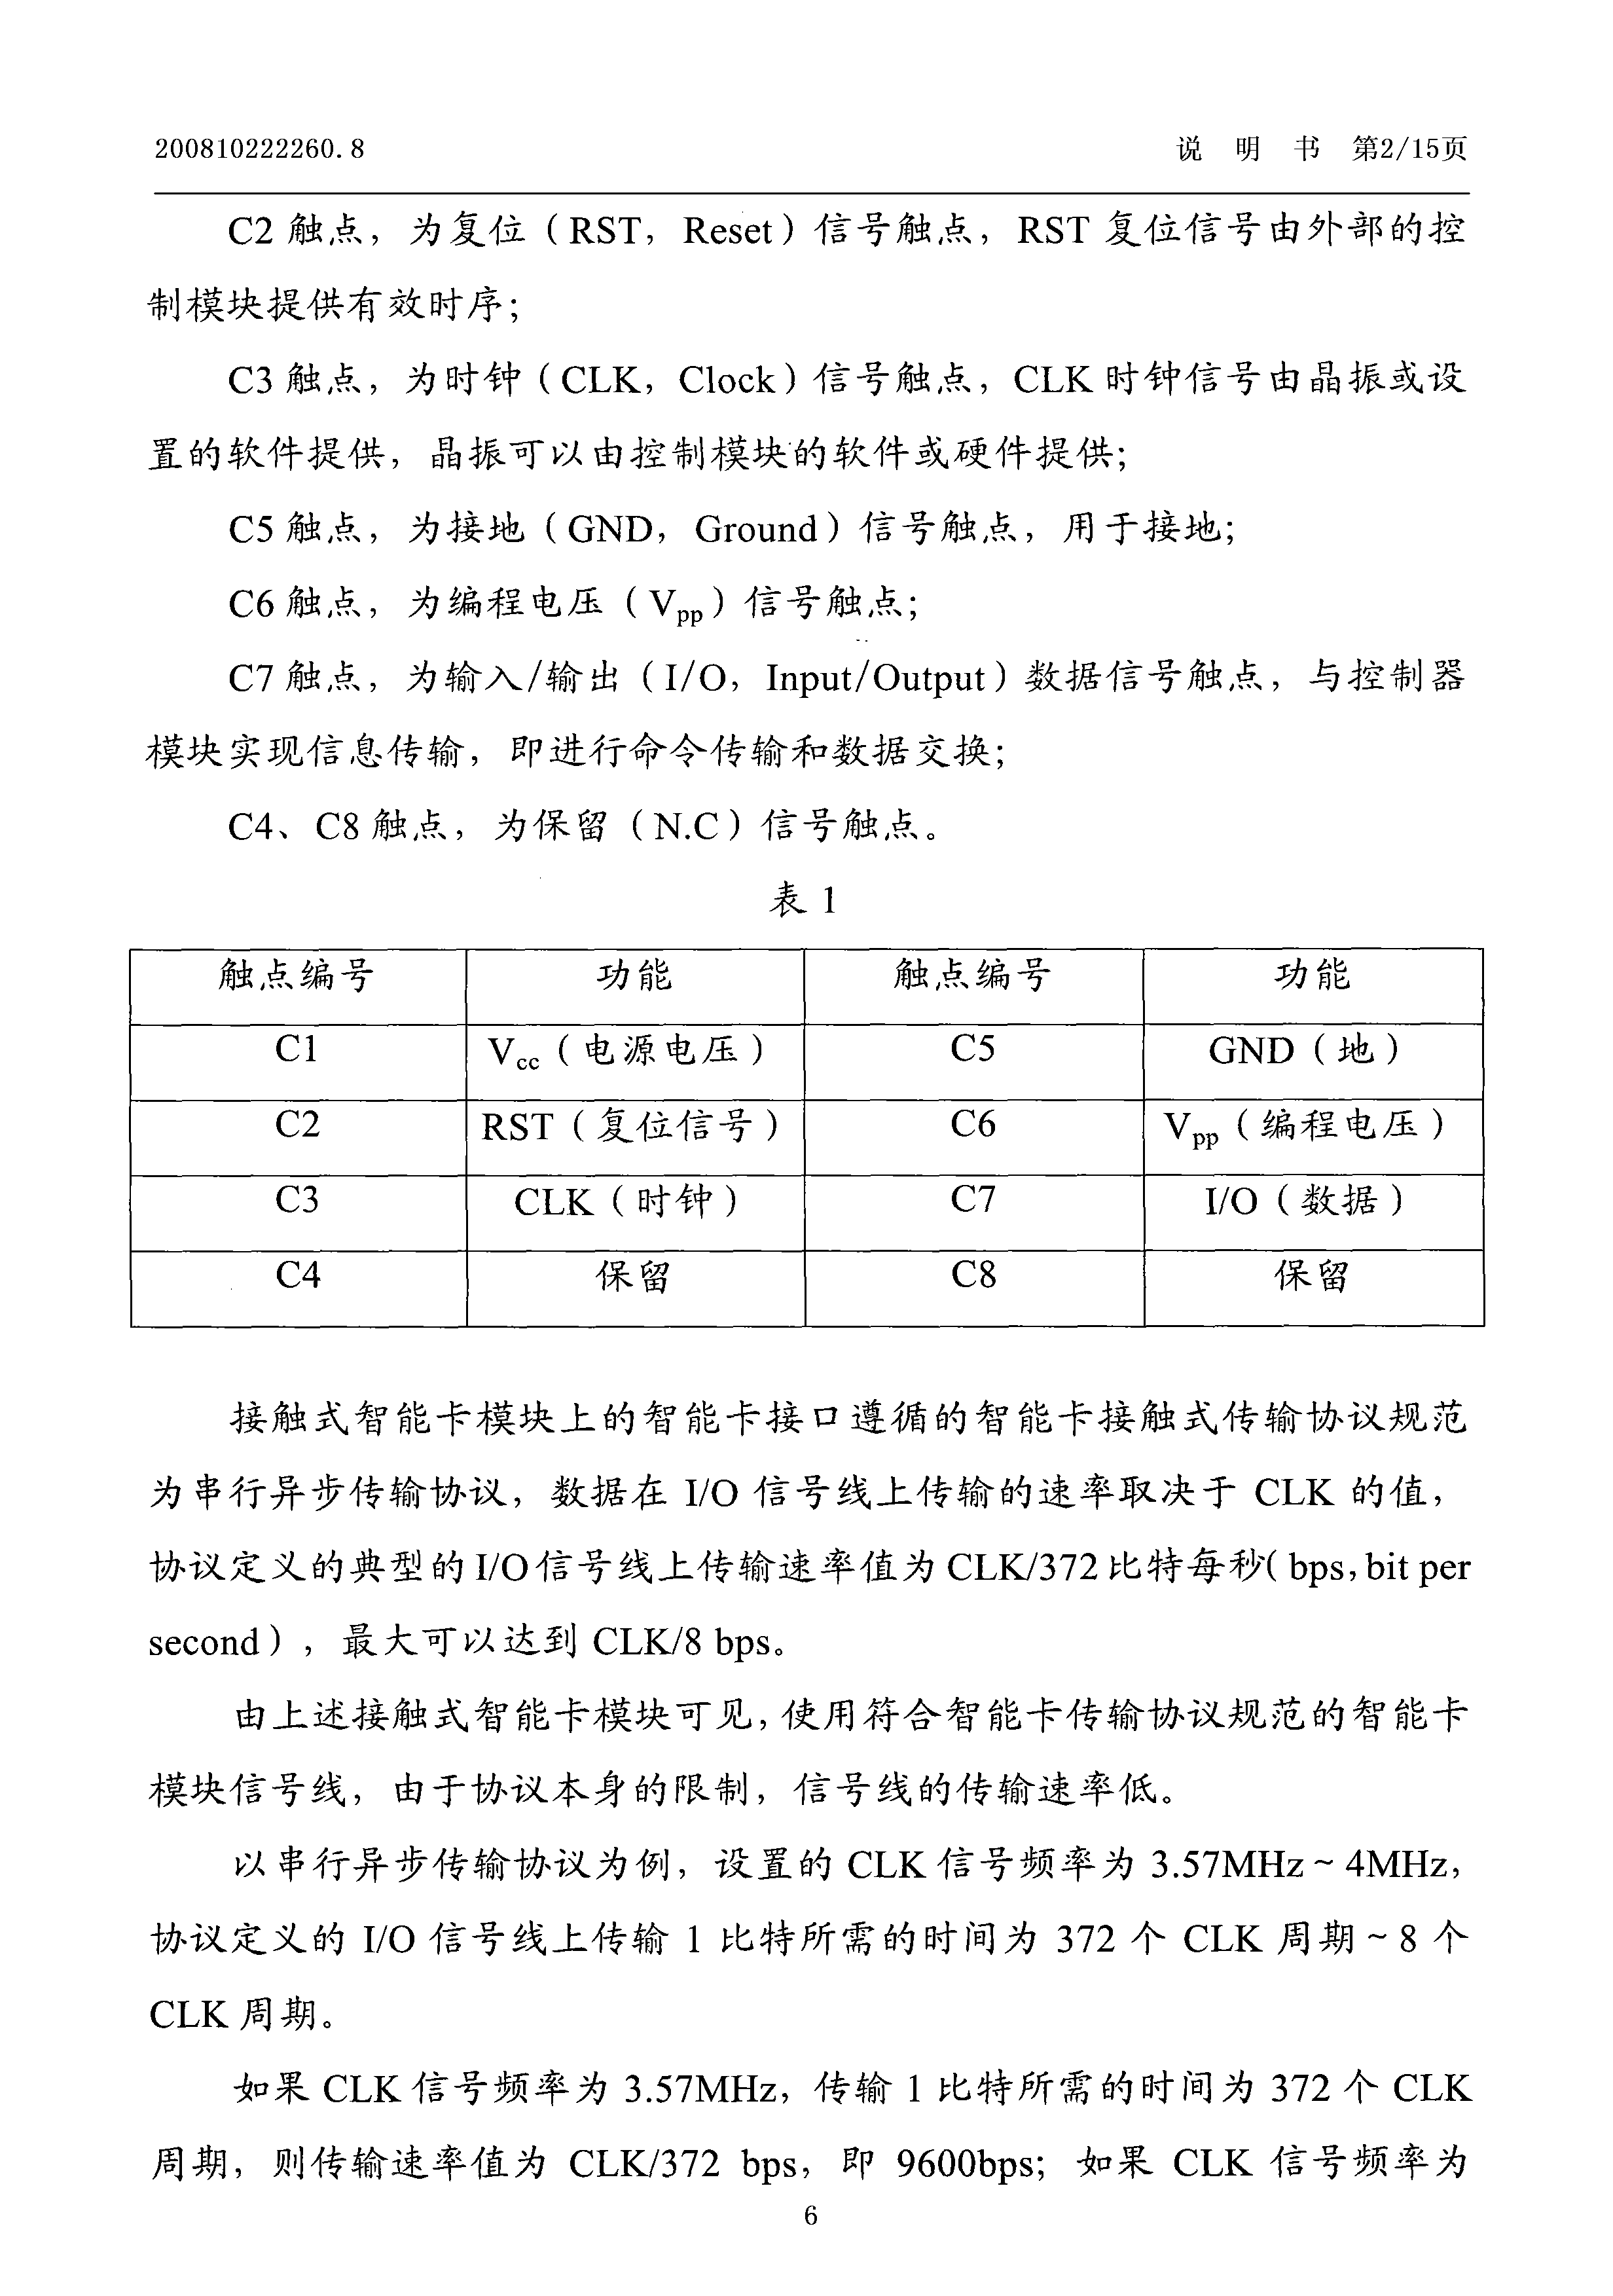 200810222260.8 说 明 书 第2/15页
C2 触点，为复位（RST，Reset）信号触点，RST 复位信号由外部的控
制模块提供有效时序；
C3 触点，为时钟（CLK，Clock）信号触点，CLK 时钟信号由晶振或设
置的软件提供，晶振可以由控制模块的软件或硬件提供；
C5 触点，为接地（GND，Ground）信号触点，用于接地；
C6 触点，为编程电压（Vpp）信号触点；
C7 触点，为输入/输出（I/O，Input/Output）数据信号触点，与控制器
模块实现信息传输，即进行命令传输和数据交换；
C4、C8 触点，为保留（N.C）信号触点。
表 1
触点编号 功能 触点编号 功能
C1 Vcc（电源电压） C5 GND（地）
C2 RST（复位信号） C6 Vpp（编程电压）
C3 CLK（时钟） C7 I/O（数据）
C4 保留 C8 保留
接触式智能卡模块上的智能卡接口遵循的智能卡接触式传输协议规范
为串行异步传输协议，数据在 I/O 信号线上传输的速率取决于 CLK 的值，
协议定义的典型的 I/O 信号线上传输速率值为 CLK/372 比特每秒（bps，bit per
second），最大可以达到 CLK/8 bps。
由上述接触式智能卡模块可见，使用符合智能卡传输协议规范的智能卡
模块信号线，由于协议本身的限制，信号线的传输速率低。
以串行异步传输协议为例，设置的 CLK 信号频率为 3.57MHz~4MHz，
协议定义的 I/O 信号线上传输 1 比特所需的时间为 372 个 CLK 周期~8 个
CLK 周期。
如果 CLK 信号频率为 3.57MHz，传输 1 比特所需的时间为 372 个 CLK
周期，则传输速率值为 CLK/372 bps，即 9600bps；如果 CLK 信号频率为
6